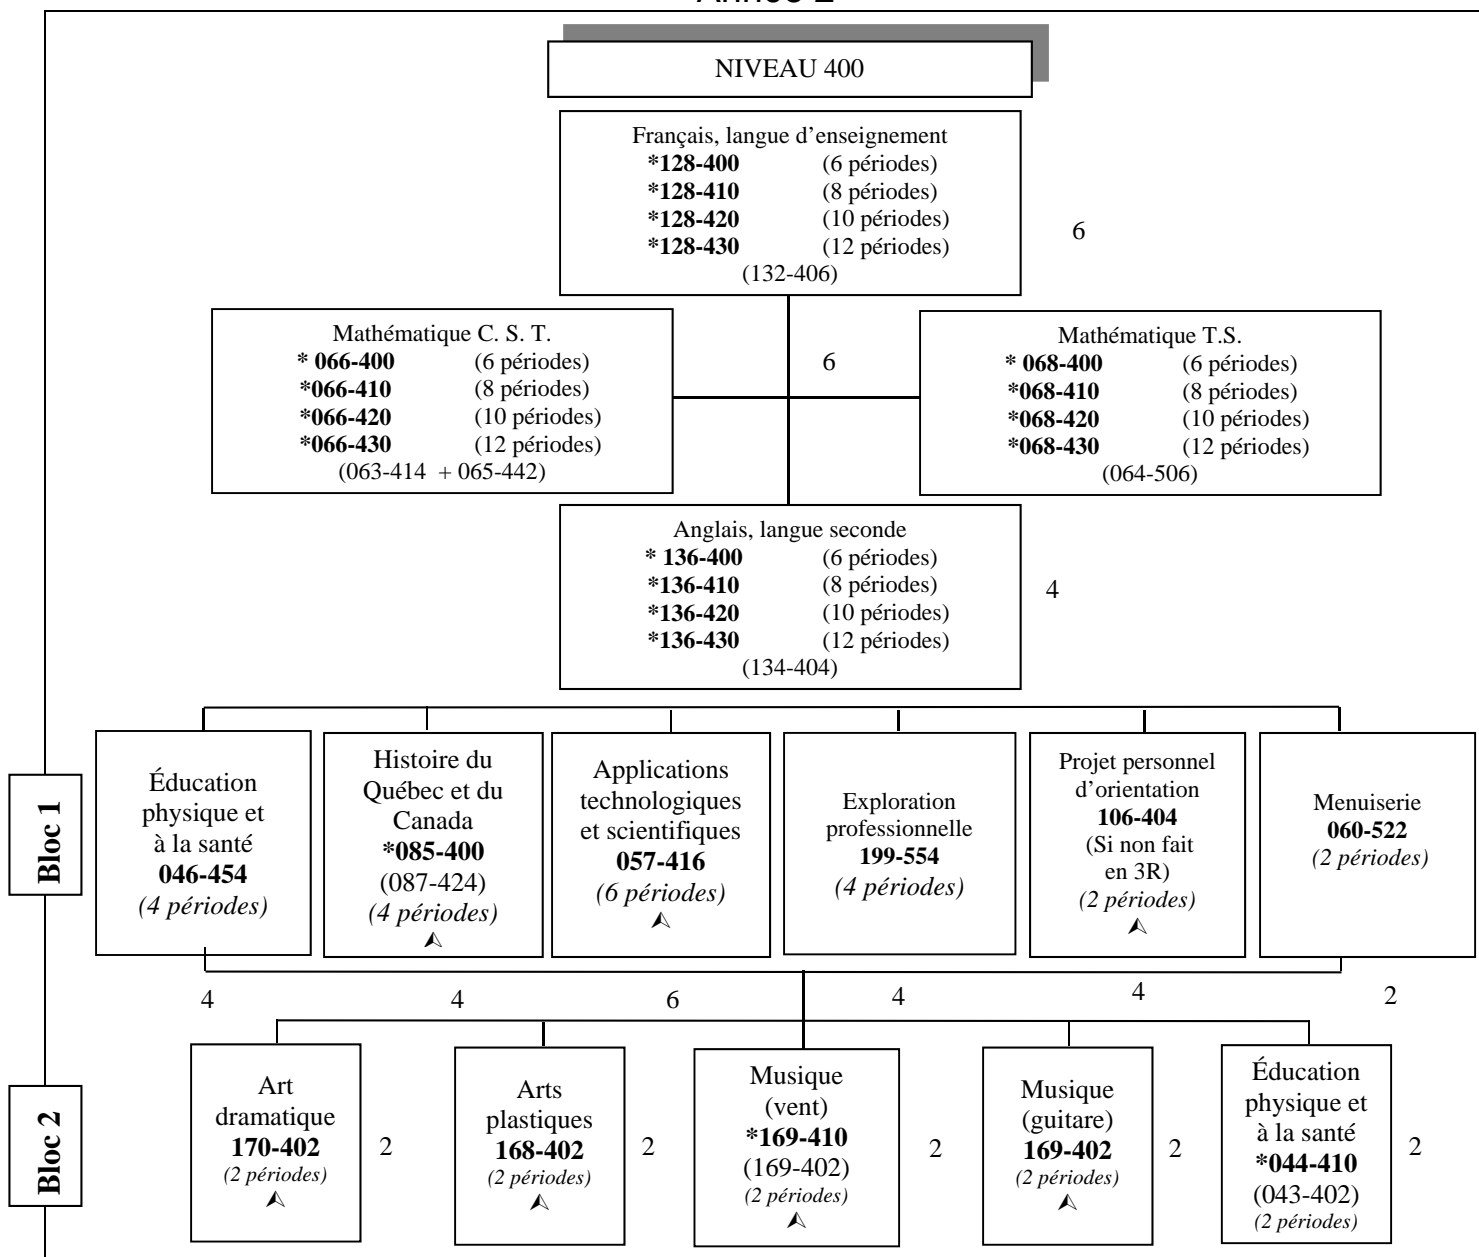 Année 2
NIVEAU 400
Français, langue d’enseignement
*128-400 (6 périodes)
*128-410 (8 périodes)
*128-420 (10 périodes)
*128-430 (12 périodes)
(132-406)
6
Mathématique C. S. T.
* 066-400 (6 périodes)
*066-410 (8 périodes)
*066-420 (10 périodes)
*066-430 (12 périodes)
(063-414 + 065-442)
6
Mathématique T.S.
* 068-400 (6 périodes)
*068-410 (8 périodes)
*068-420 (10 périodes)
*068-430 (12 périodes)
(064-506)
Anglais, langue seconde
* 136-400 (6 périodes)
*136-410 (8 périodes)
*136-420 (10 périodes)
*136-430 (12 périodes)
(134-404)
4
Bloc 1
Éducation
physique et
à la santé
046-454
(4 périodes)
Histoire du
Québec et du
Canada
*085-400
(087-424)
(4 périodes)
Applications
technologiques
et scientifiques
057-416
(6 périodes)
Exploration
professionnelle
199-554
(4 périodes)
Projet personnel
d’orientation
106-404
(Si non fait
en 3R)
(2 périodes)
Menuiserie
060-522
(2 périodes)
4 4 6 4 4 2
Bloc 2
Art
dramatique
170-402
(2 périodes)
2
Arts
plastiques
168-402
(2 périodes)
2
Musique
(vent)
*169-410
(169-402)
(2 périodes)
2
Musique
(guitare)
169-402
(2 périodes)
2
Éducation
physique et
à la santé
*044-410
(043-402)
(2 périodes)
2